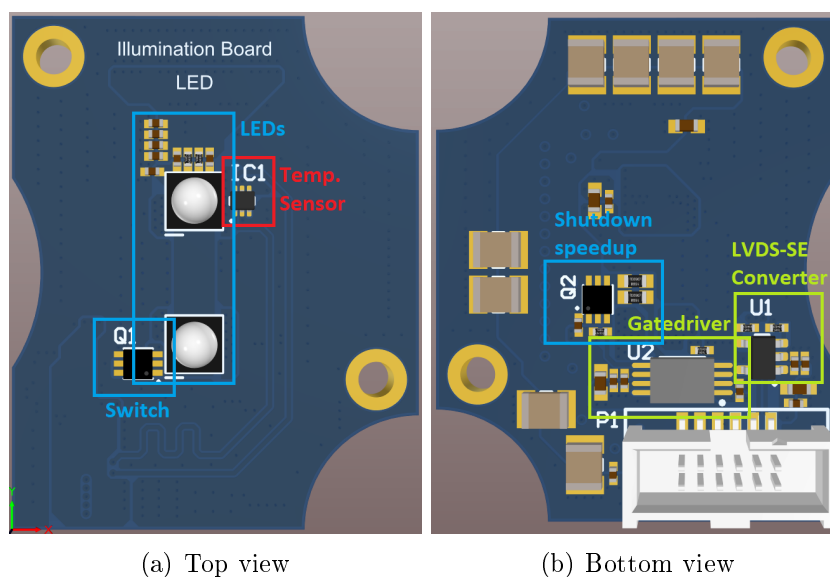 Illumination Board
LED
LEDs
IC1
Temp.
Sensor
Q1
Switch
Y
X
Shutdown
speedup
Q2
LVDS-SE
Converter
U1
Gatedriver
U2
P1
(a) Top view
(b) Bottom view